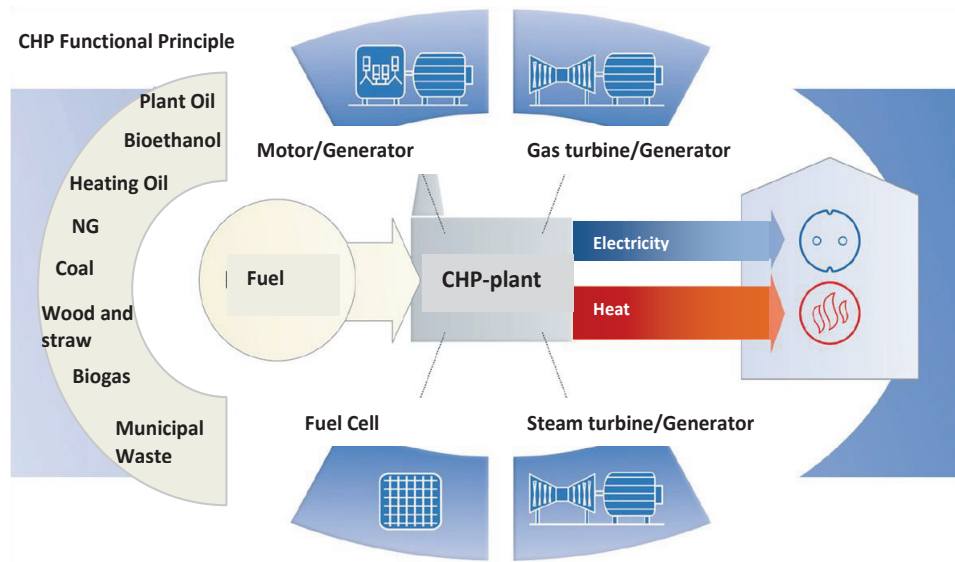 CHP Functional Principle
Plant Oil
Bioethanol
Heating Oil
NG
Coal
Wood and
straw
Biogas
Municipal
Waste
Motor/Generator
Gas turbine/Generator
Fuel
CHP-plant
Electricity
Heat
Fuel Cell
Steam turbine/Generator